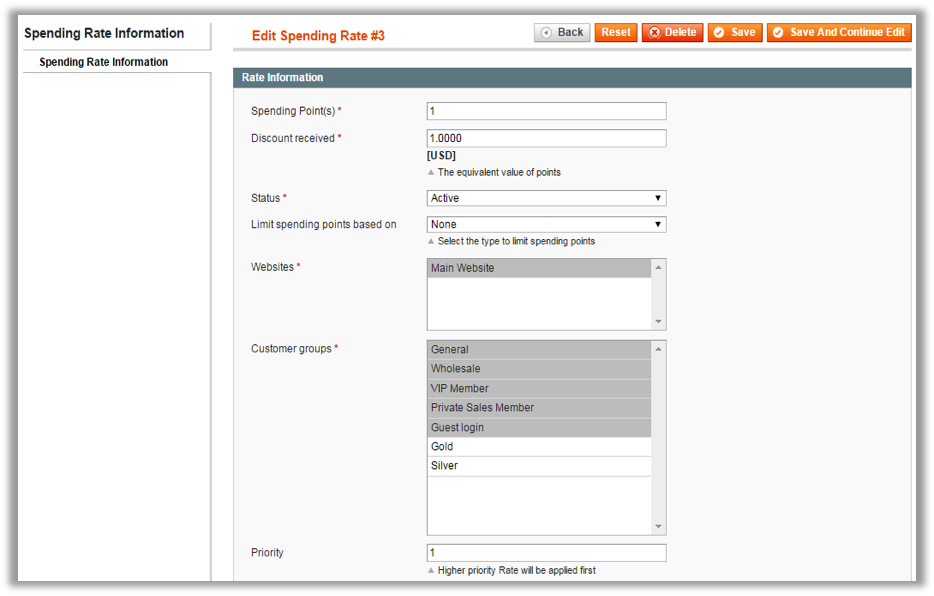 Spending Rate Information
Spending Rate Information
Edit Spending Rate #3
Back Reset Delete Save Save And Continue Edit
Rate Information
Spending Point(s) * 1
Discount received * 1.0000
[USD]
The equivalent value of points
Status * Active
Limit spending points based on None
Select the type to limit spending points
Websites * Main Website
Customer groups * General
Wholesale
VIP Member
Private Sales Member
Guest login
Gold
Silver
Priority 1
Higher priority Rate will be applied first